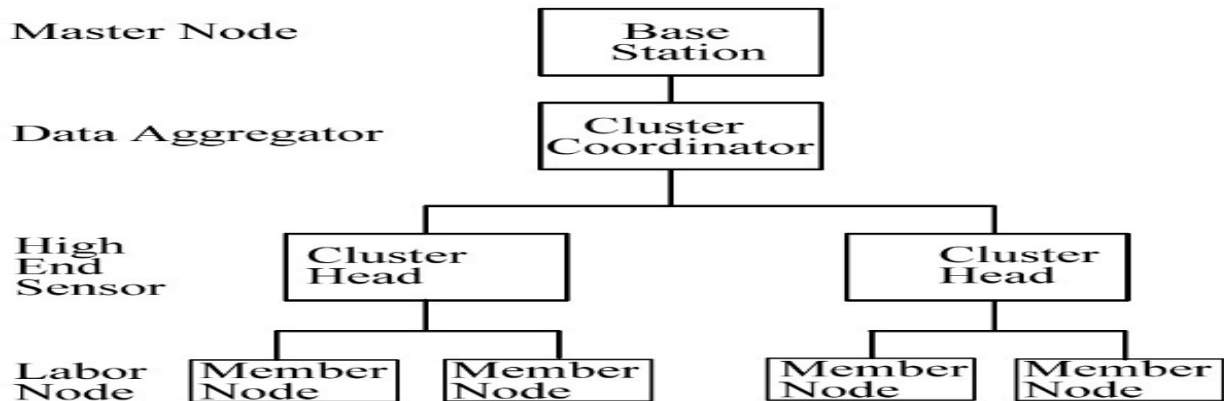 Master Node
Base
Station
Data Aggregator
Cluster
Coordinator
High
End
Sensor
Cluster
Head
Cluster
Head
Labor
Node
Member
Node
Member
Node
Member
Node
Member
Node